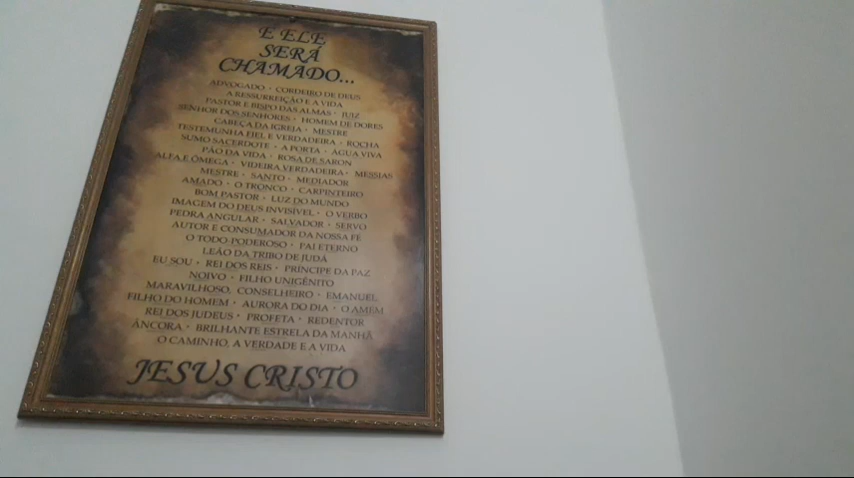 E ELE
SERÁ
CHAMADO...
ADVOGADO • CORDEIRO DE DEUS
A RESSURREIÇÃO E A VIDA
PASTOR E BISPO DAS ALMAS • JUIZ
SENHOR DOS SENHORES • HOMEM DE DORES
CABEÇA DA IGREJA • MESTRE
TESTEMUNHA FIEL E VERDADEIRA • ROCHA
SUMO SACERDOTE • A PORTA • ÁGUA VIVA
PÃO DA VIDA • ROSA DE SARON
ALFA E ÔMEGA • VIDEIRA VERDADEIRA • MESSIAS
MESTRE • SANTO • MEDIADOR
AMADO • O TRONCO • CARPINTEIRO
BOM PASTOR • LUZ DO MUNDO
IMAGEM DO DEUS INVISÍVEL • O VERBO
PEDRA ANGULAR • SALVADOR • SERVO
AUTOR E CONSUMADOR DA NOSSA FÉ
O TODO-PODEROSO • PAI ETERNO
LEÃO DA TRIBO DE JUDÁ
EU SOU • REI DOS REIS • PRÍNCIPE DA PAZ
NOIVO • FILHO UNIGÊNITO
MARAVILHOSO, CONSELHEIRO • EMANUEL
FILHO DO HOMEM • AURORA DO DIA • O AMÉM
REI DOS JUDEUS • PROFETA • REDENTOR
ÂNCORA • BRILHANTE ESTRELA DA MANHÃ
O CAMINHO, A VERDADE E A VIDA
JESUS CRISTO